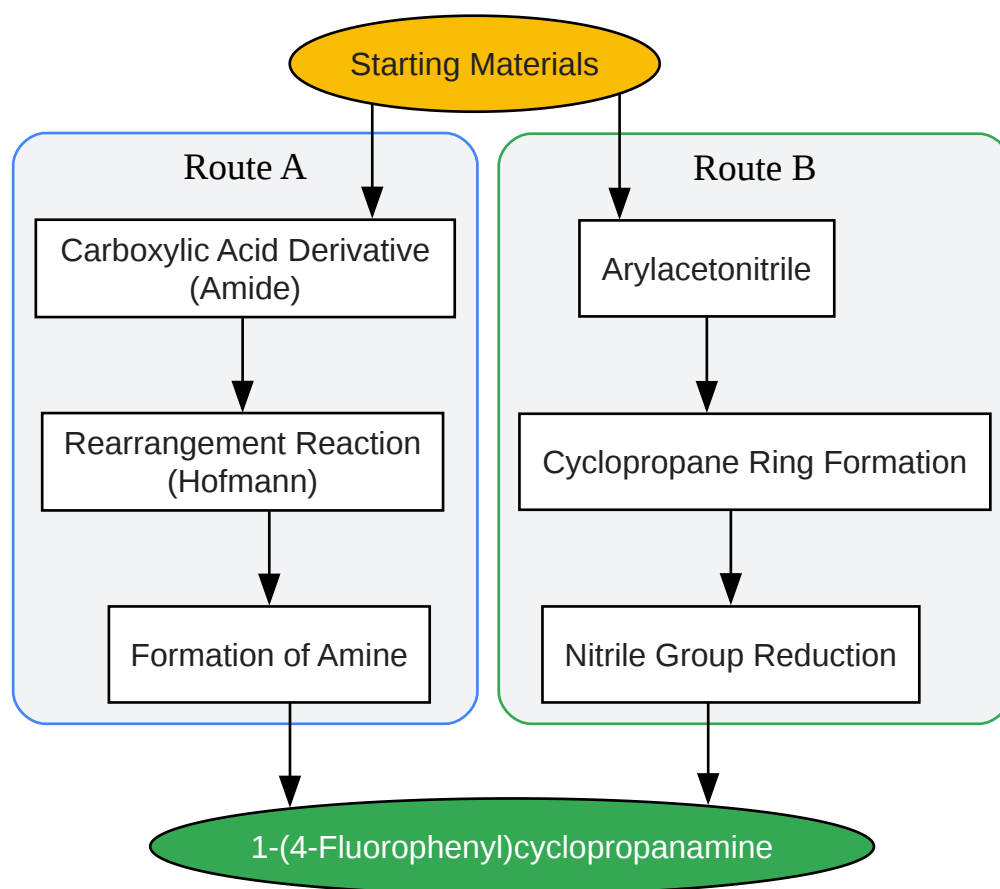 Starting Materials
Route A
Carboxylic Acid Derivative
(Amide)
Rearrangement Reaction
(Hofmann)
Formation of Amine
Route B
Arylacetonitrile
Cyclopropane Ring Formation
Nitrile Group Reduction
1-(4-Fluorophenyl)cyclopropanamine